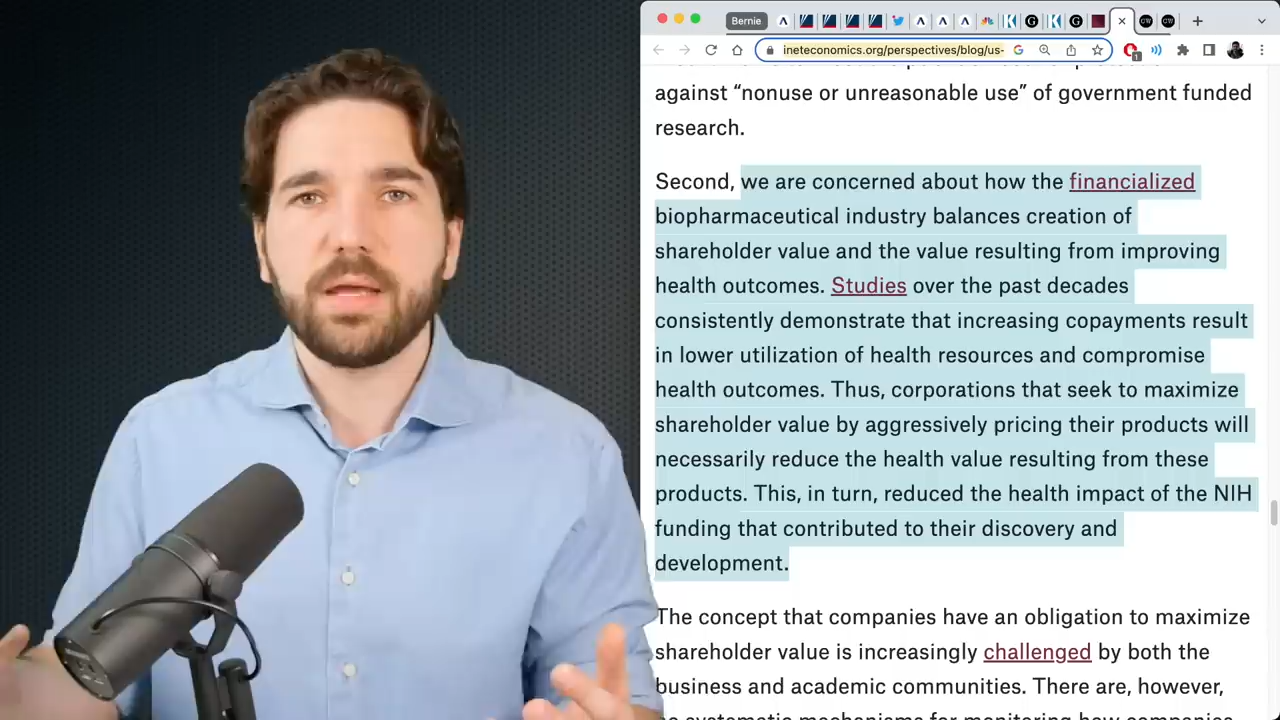 Bernie
ineteconomics.org/perspectives/blog/us-
against “nonuse or unreasonable use” of government funded
research.
Second, we are concerned about how the financialized
biopharmaceutical industry balances creation of
shareholder value and the value resulting from improving
health outcomes. Studies over the past decades
consistently demonstrate that increasing copayments result
in lower utilization of health resources and compromise
health outcomes. Thus, corporations that seek to maximize
shareholder value by aggressively pricing their products will
necessarily reduce the health value resulting from these
products. This, in turn, reduced the health impact of the NIH
funding that contributed to their discovery and
development.
The concept that companies have an obligation to maximize
shareholder value is increasingly challenged by both the
business and academic communities. There are, however,